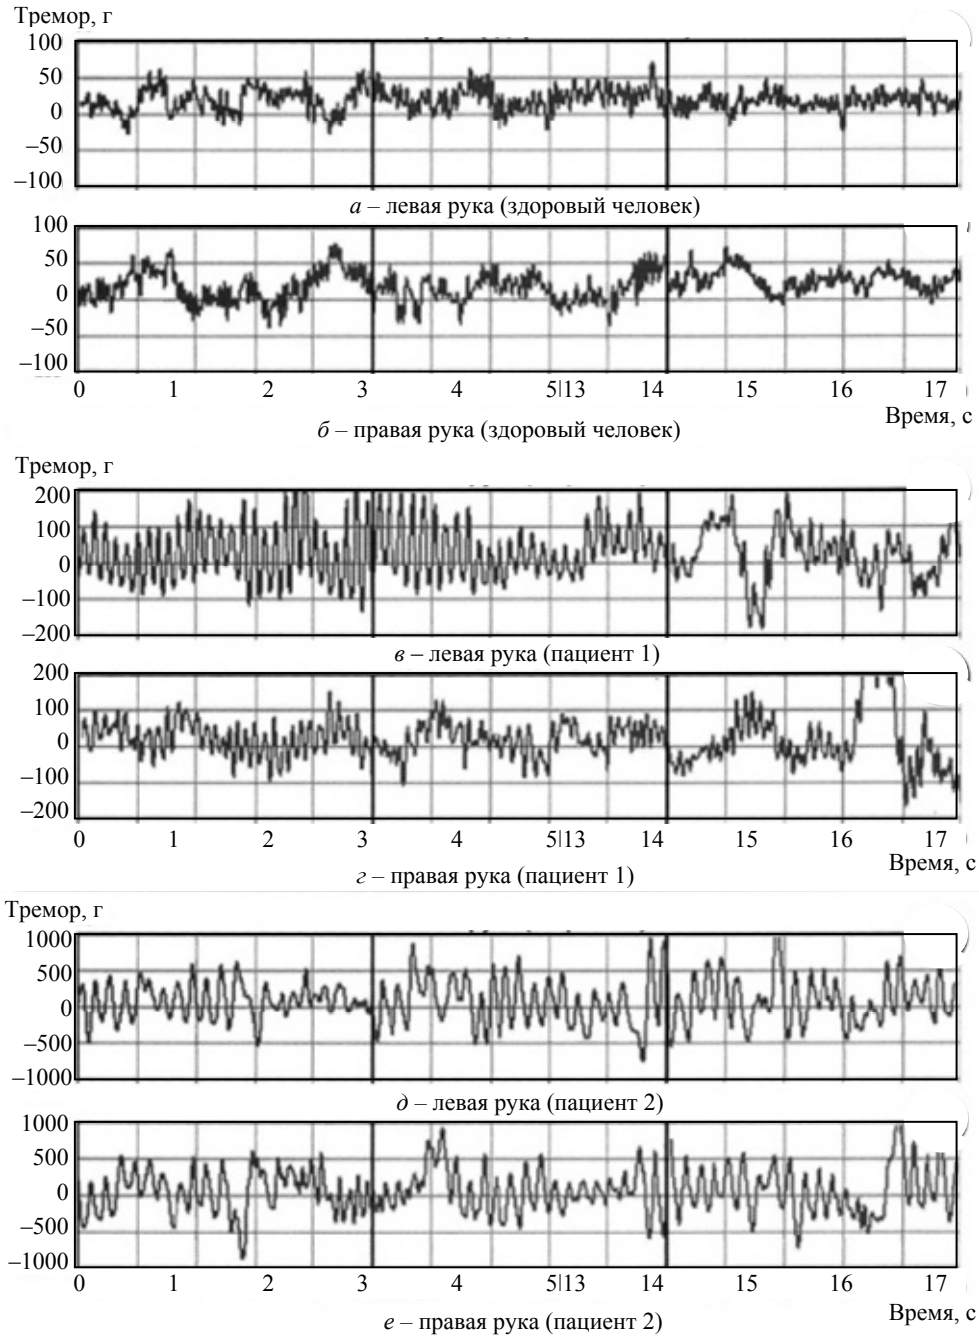 Тремор, г
100
50
0
–50
–100
а – левая рука (здоровый человек)
100
50
0
–50
–100
0 1 2 3 4 5|13 14 15 16 17
Время, с
б – правая рука (здоровый человек)
Тремор, г
200
100
0
–100
–200
в – левая рука (пациент 1)
200
100
0
–100
–200
0 1 2 3 4 5|13 14 15 16 17
Время, с
г – правая рука (пациент 1)
Тремор, г
1000
500
0
–500
–1000
д – левая рука (пациент 2)
1000
500
0
–500
–1000
0 1 2 3 4 5|13 14 15 16 17
Время, с
е – правая рука (пациент 2)